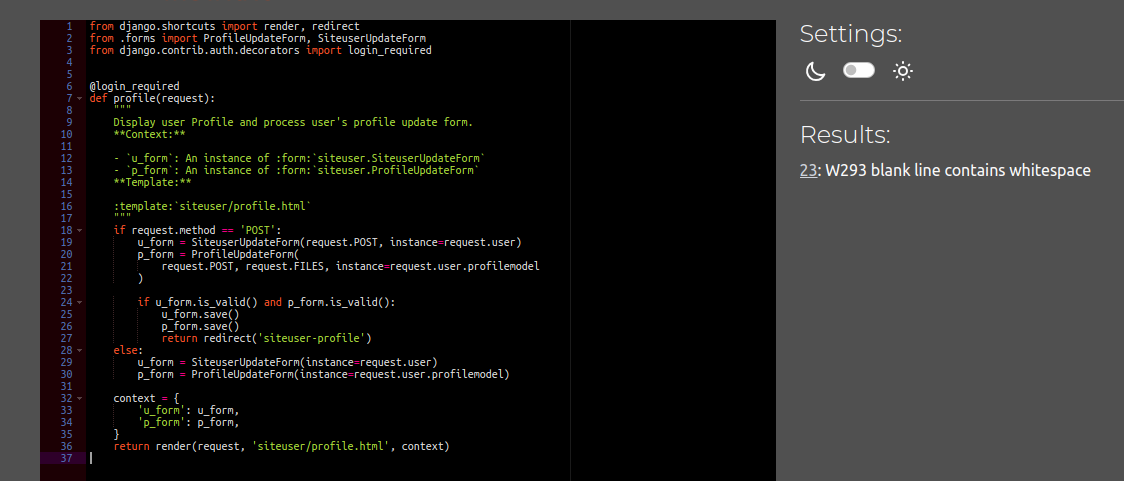 1 from django.shortcuts import render, redirect
2 from .forms import ProfileUpdateForm, SiteuserUpdateForm
3 from django.contrib.auth.decorators import login_required
4
5
6 @login_required
7 def profile(request):
8     """
9     Display user Profile and process user's profile update form.
10     **Context:**
11
12     - `u_form`: An instance of :form:`siteuser.SiteuserUpdateForm`
13     - `p_form`: An instance of :form:`siteuser.ProfileUpdateForm`
14     **Template:**
15
16     :template:`siteuser/profile.html`
17     """
18     if request.method == 'POST':
19         u_form = SiteuserUpdateForm(request.POST, instance=request.user)
20         p_form = ProfileUpdateForm(
21             request.POST, request.FILES, instance=request.user.profilemodel
22         )
23
24         if u_form.is_valid() and p_form.is_valid():
25             u_form.save()
26             p_form.save()
27             return redirect('siteuser-profile')
28     else:
29         u_form = SiteuserUpdateForm(instance=request.user)
30         p_form = ProfileUpdateForm(instance=request.user.profilemodel)
31
32     context = {
33         'u_form': u_form,
34         'p_form': p_form,
35     }
36     return render(request, 'siteuser/profile.html', context)
37
Settings:
Results:
23: W293 blank line contains whitespace